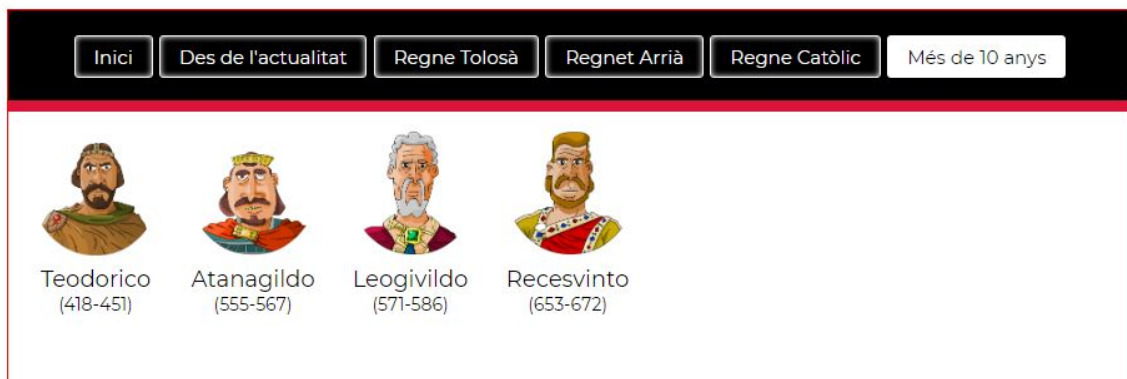 Inici Des de l'actualitat Regne Tolosà Regnet Arrià Regne Catòlic Més de 10 anys
Teodorico Atanagildo Leogivildo Recesvinto
(418-451) (555-567) (571-586) (653-672)